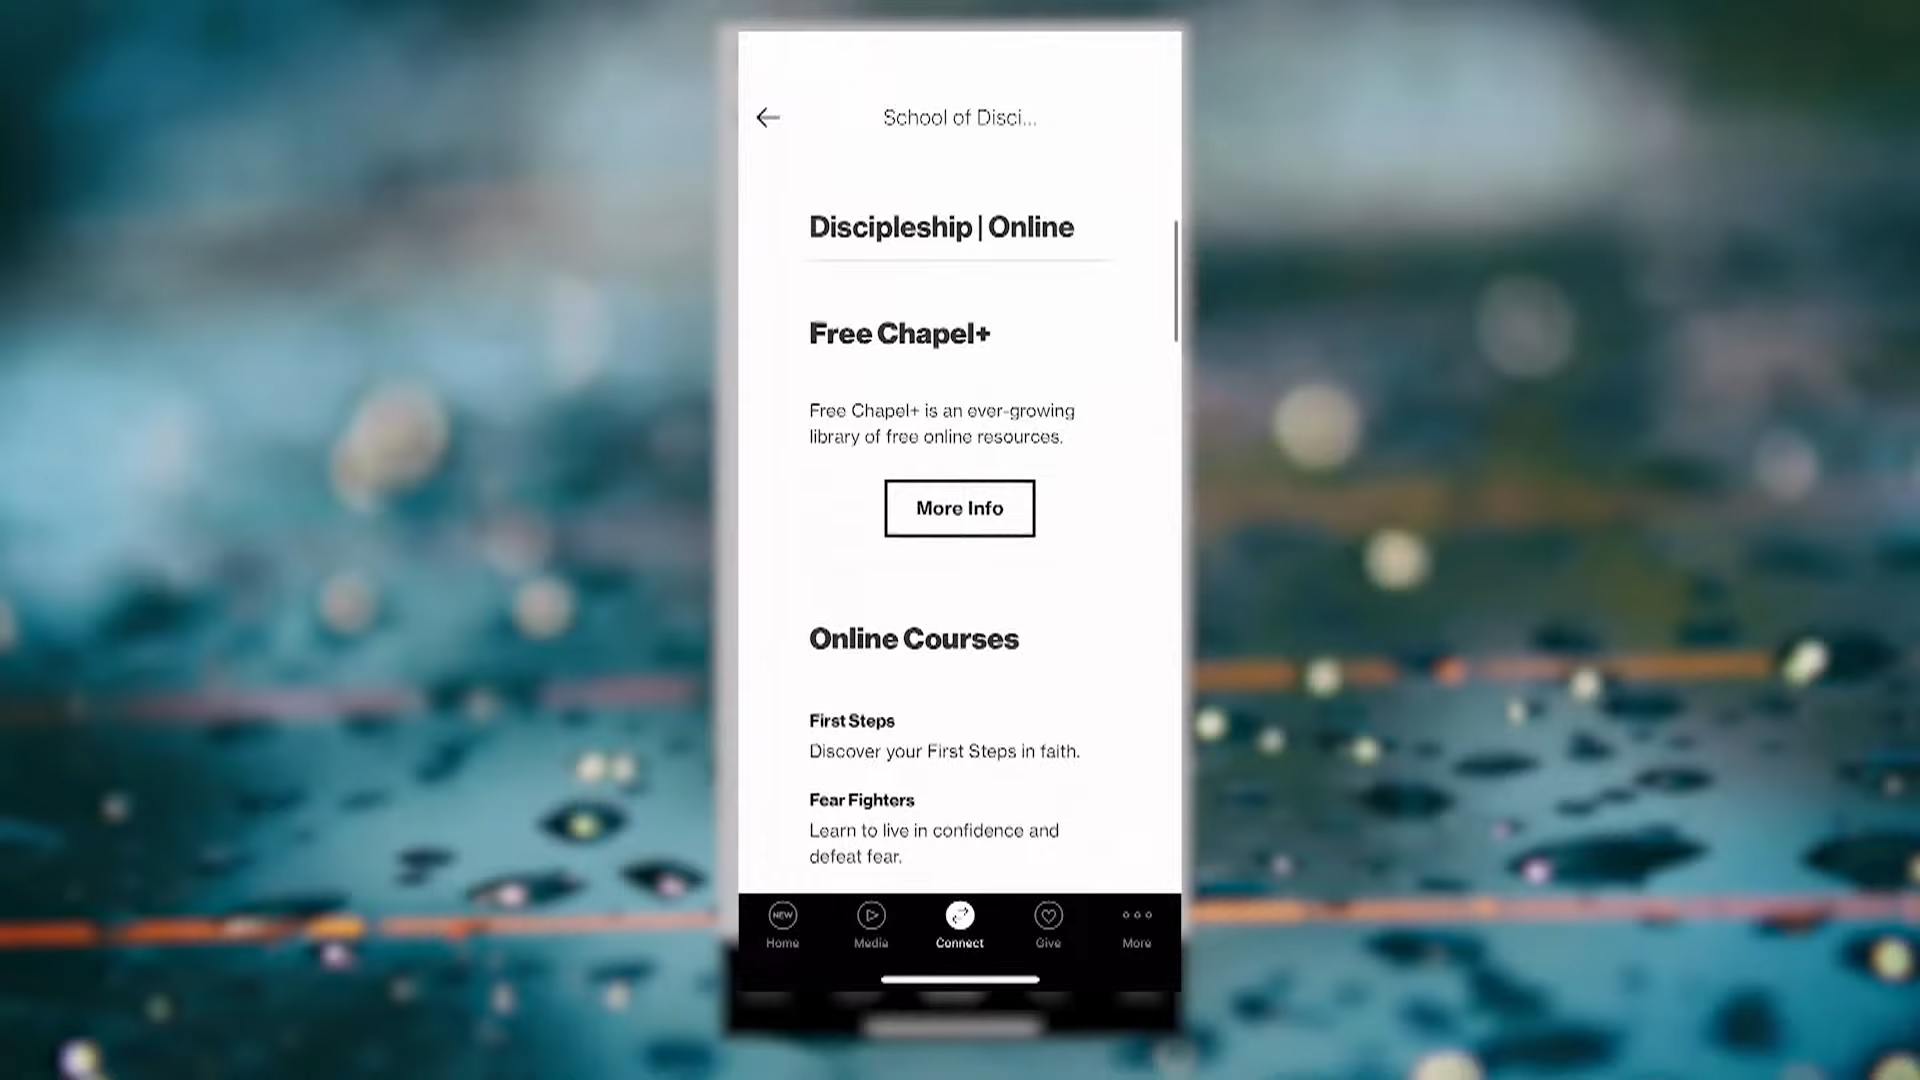 School of Disci...
Discipleship | Online
Free Chapel+
Free Chapel+ is an ever-growing
library of free online resources.
More Info
Online Courses
First Steps
Discover your First Steps in faith.
Fear Fighters
Learn to live in confidence and
defeat fear.
NEW
Home
Media
Connect
Give
More